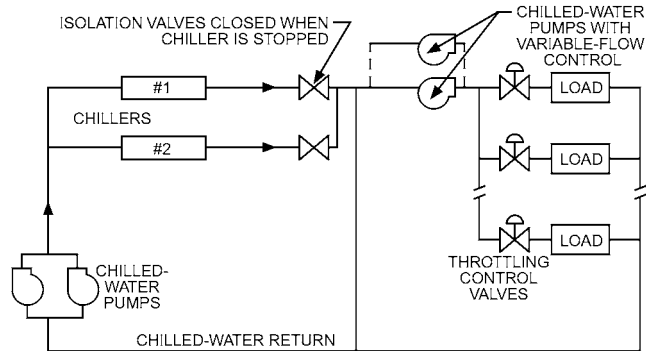 ISOLATION VALVES CLOSED WHEN
CHILLER IS STOPPED
CHILLED-WATER
PUMPS WITH
VARIABLE-FLOW
CONTROL
#1
LOAD
CHILLERS
#2
LOAD
LOAD
CHILLED-
WATER
PUMPS
THROTTLING
CONTROL
VALVES
CHILLED-WATER RETURN